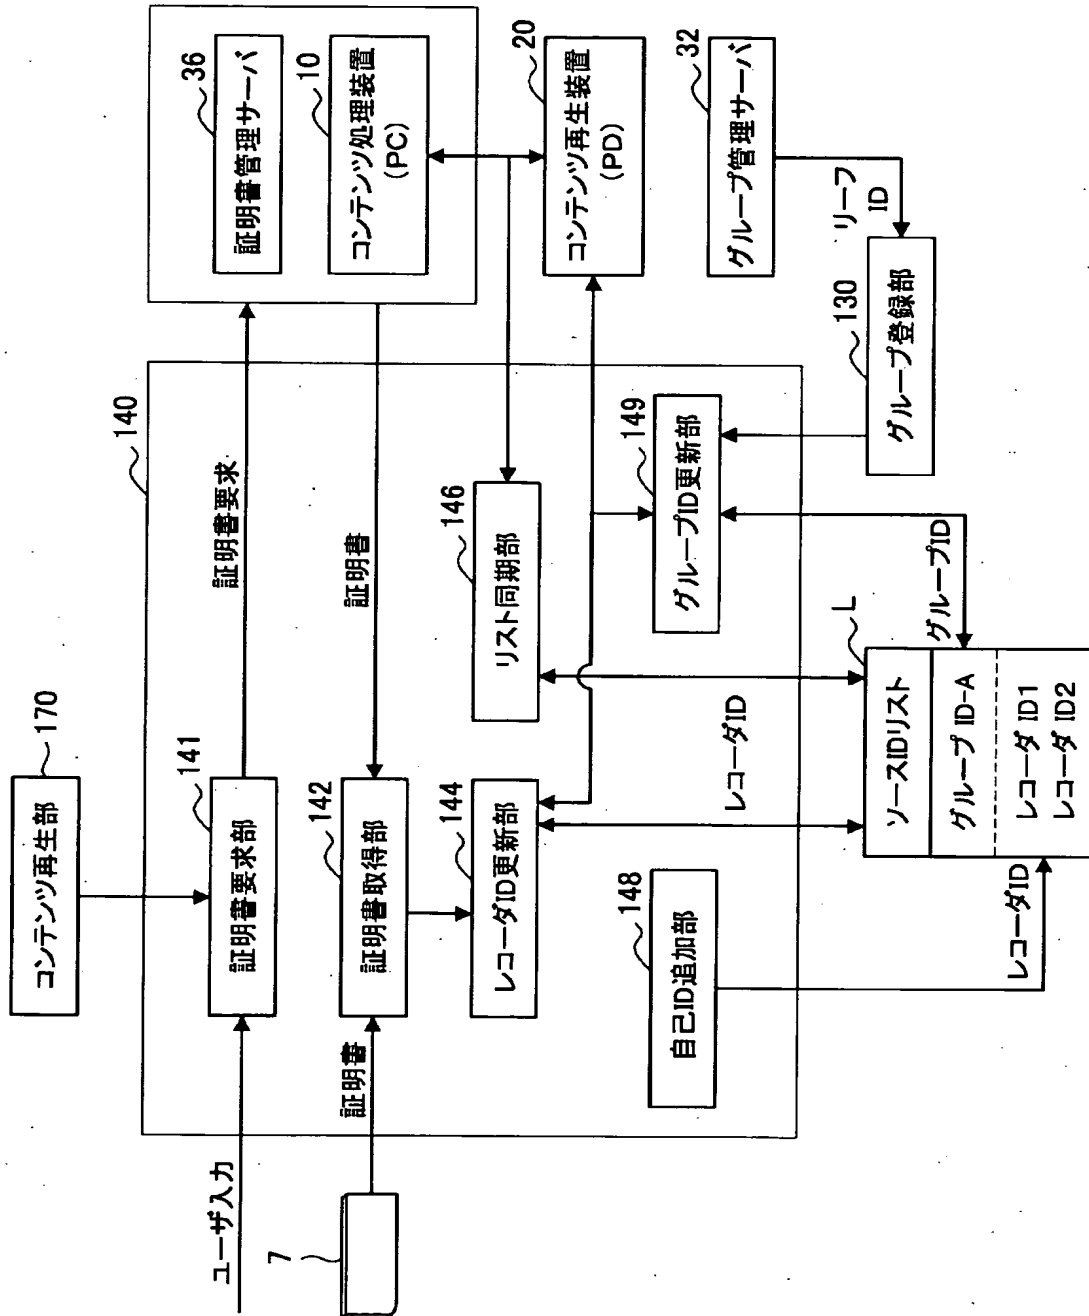 ユーザ入力
7
証明書
コンテンツ再生部
170
140
証明書要求部
141
証明書要求
証明書取得部
142
証明書
レコーダID更新部
144
リスト同期部
146
自己ID追加部
148
グループID更新部
149
証明書管理サーバ
36
コンテンツ処理装置
(PC)
10
コンテンツ再生装置
(PD)
20
グループ管理サーバ
32
リーフ
ID
グループ登録部
130
レコーダID
レコーダID
グループID
L
ソースIDリスト
グループ ID-A
レコーダ ID1
レコーダ ID2